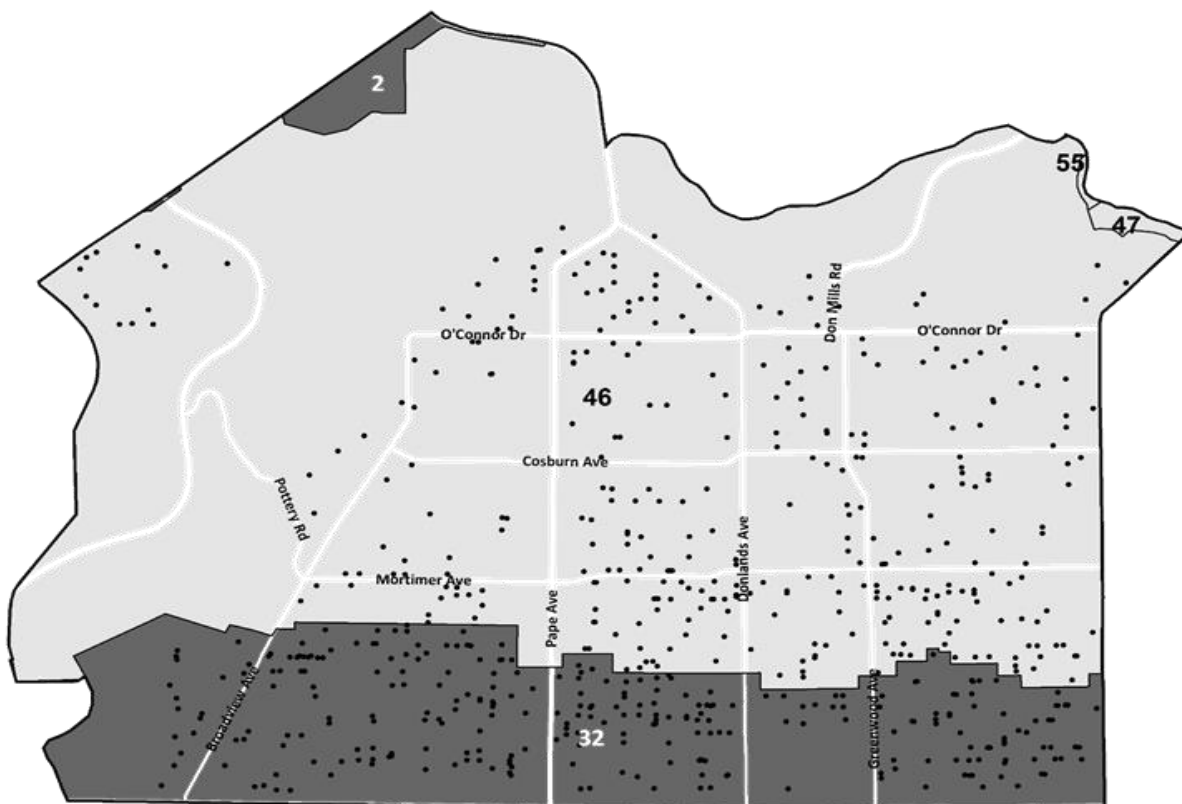 2
55
47
Don Mills Rd
O'Connor Dr
O'Connor Dr
46
Cosburn Ave
Pottery Rd
Donlands Ave
Mortimer Ave
Pape Ave
Broadview Ave
Greenwood Ave
32